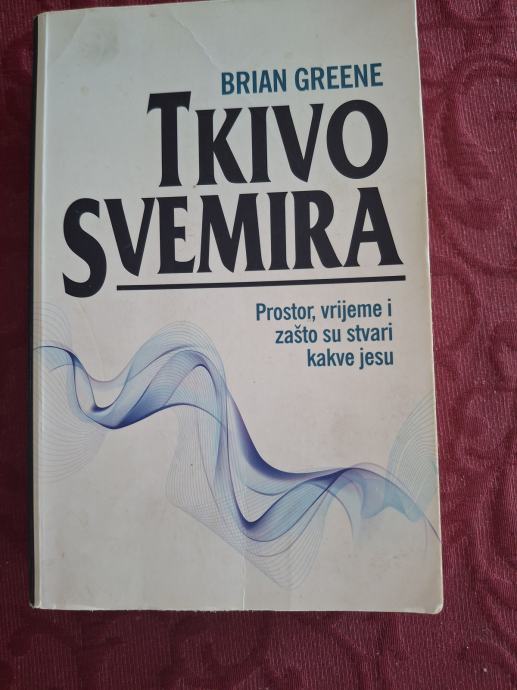 BRIAN GREENE
TKIVO
SVEMIRA
Prostor, vrijeme i
zašto su stvari
kakve jesu